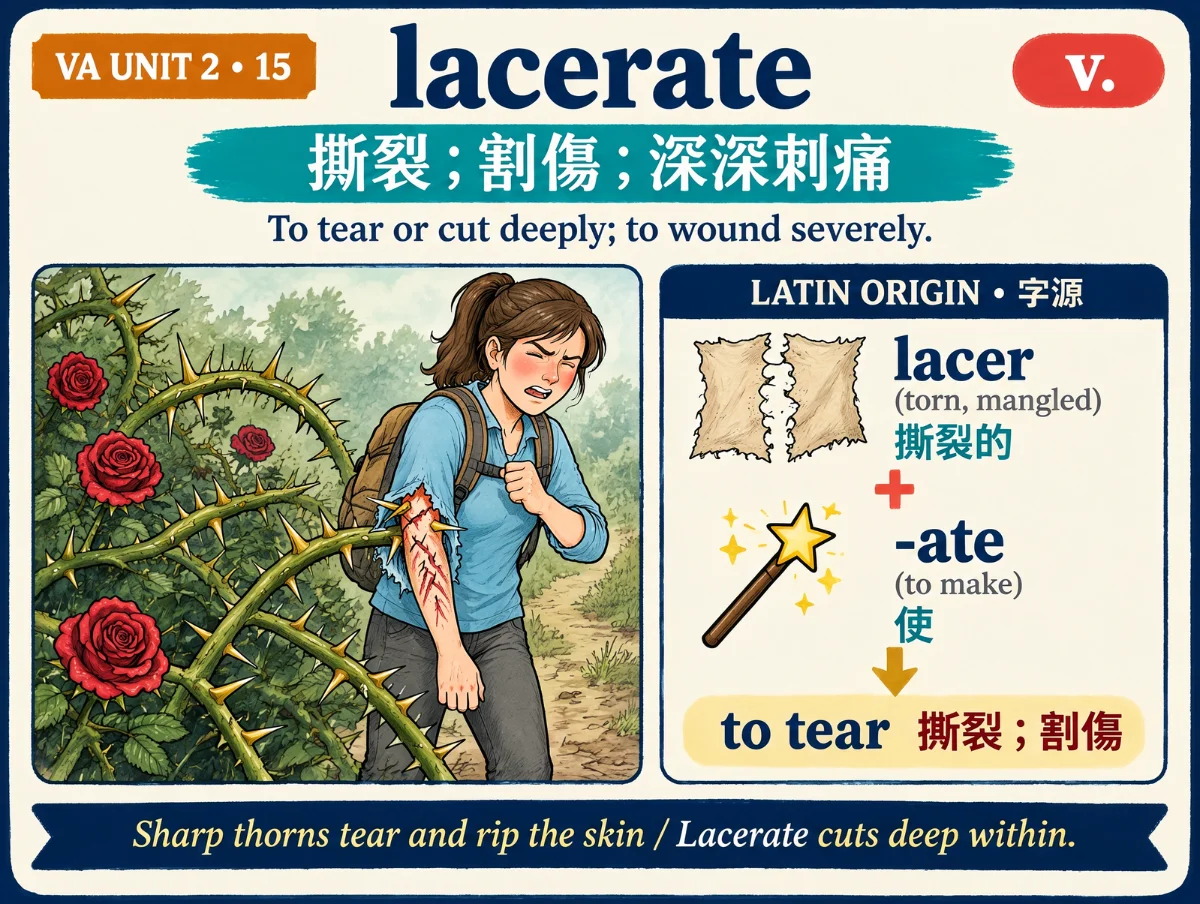 VA UNIT 2 • 15
lacerate
v.
撕裂；割傷；深深刺痛
To tear or cut deeply; to wound severely.
LATIN ORIGIN • 字源
lacer
(torn, mangled)
撕裂的
+
-ate
(to make)
使
to tear 撕裂；割傷
Sharp thorns tear and rip the skin / Lacerate cuts deep within.